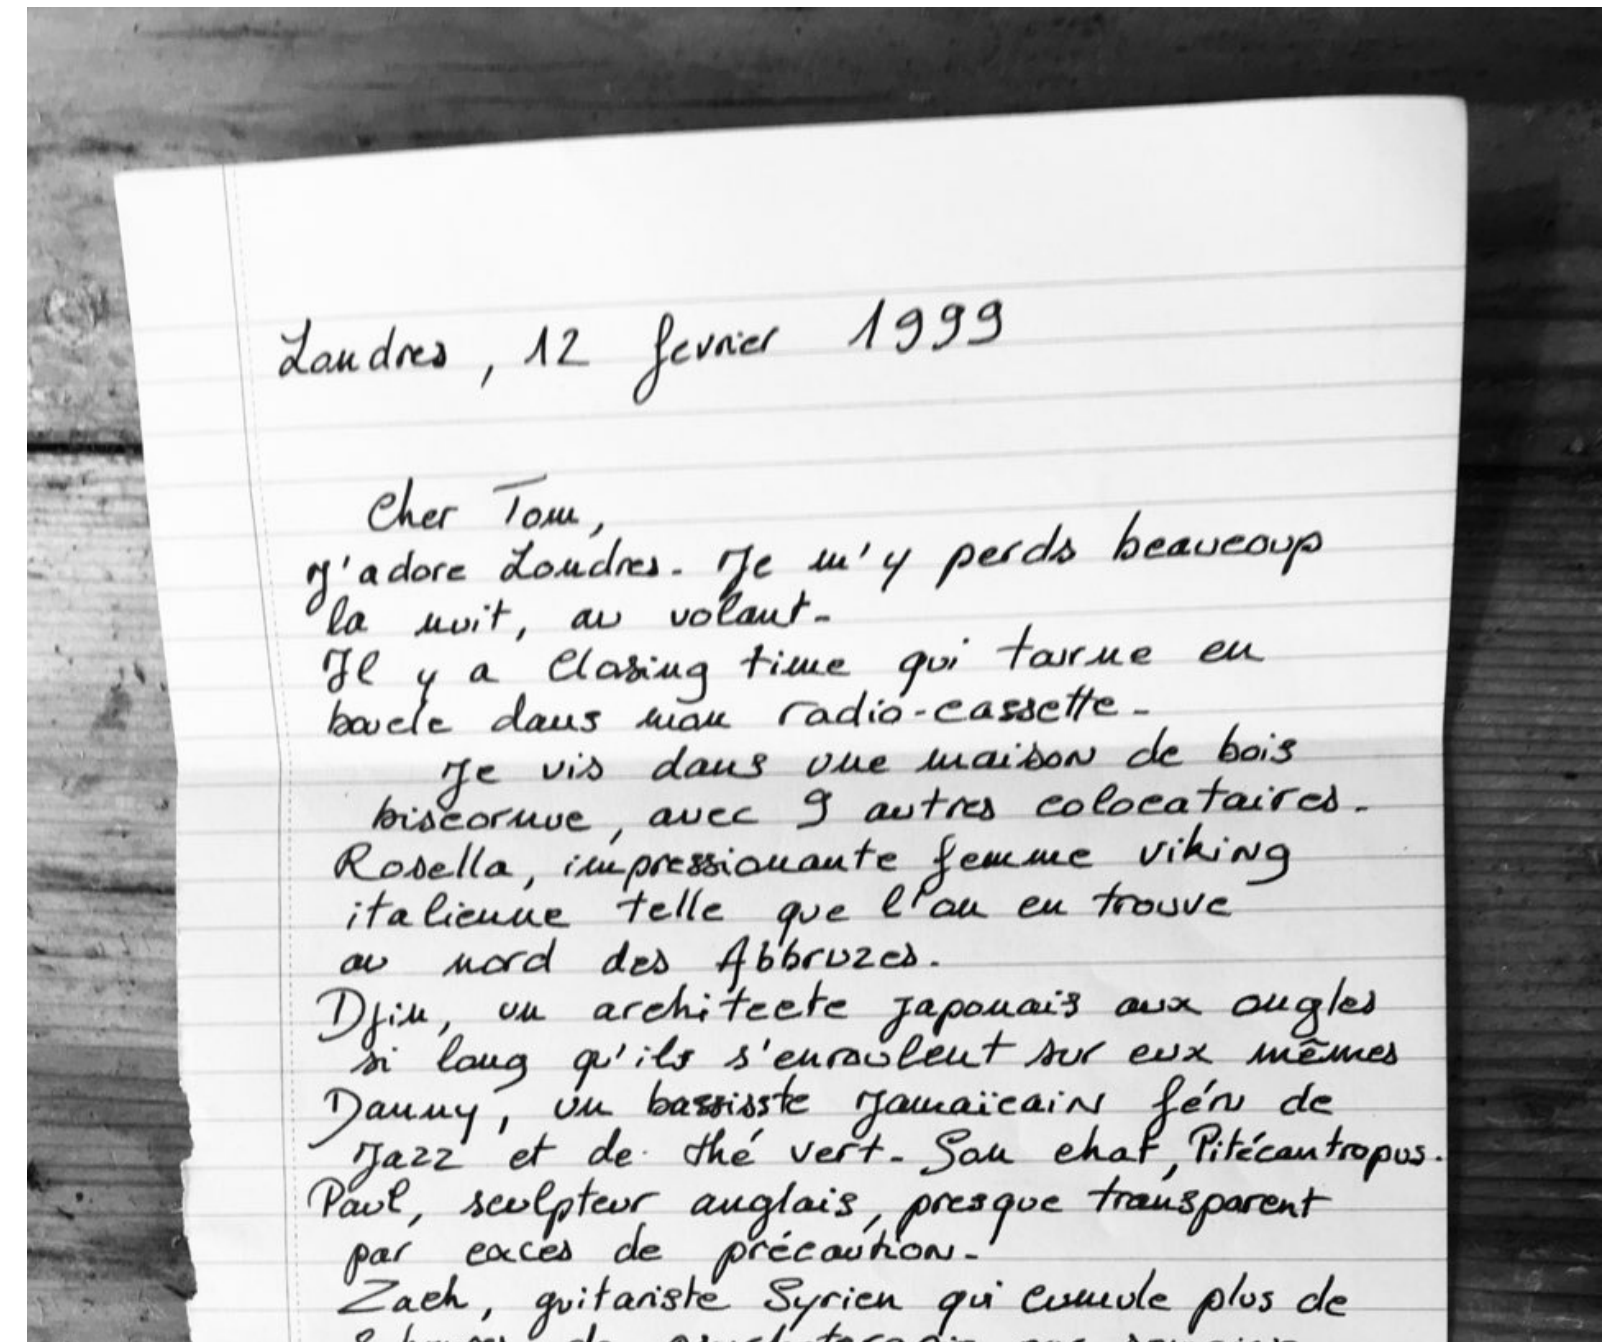 Londres, 12 fevrier 1999
Cher Tom,
J'adore Londres. Je m'y perds beaucoup
la nuit, au volant.
Il y a Closing time qui tourne en
boucle dans mon radio-cassette.
Je vis dans une maison de bois
biscornue, avec 9 autres colocataires.
Rosella, impressionante femme viking
italienne telle que l'on en trouve
au nord des Abbruzes.
Djin, un architecte japonais aux ongles
si long qu'ils s'enroulent sur eux mêmes
Danny, un bassisste Jamaïcain féru de
Jazz et de thé vert. Son chat, Pitécantropus.
Paul, sculpteur anglais, presque transparent
par exces de précaution.
Zach, guitariste Syrien qui cumule plus de
de psychoterapie par semaine